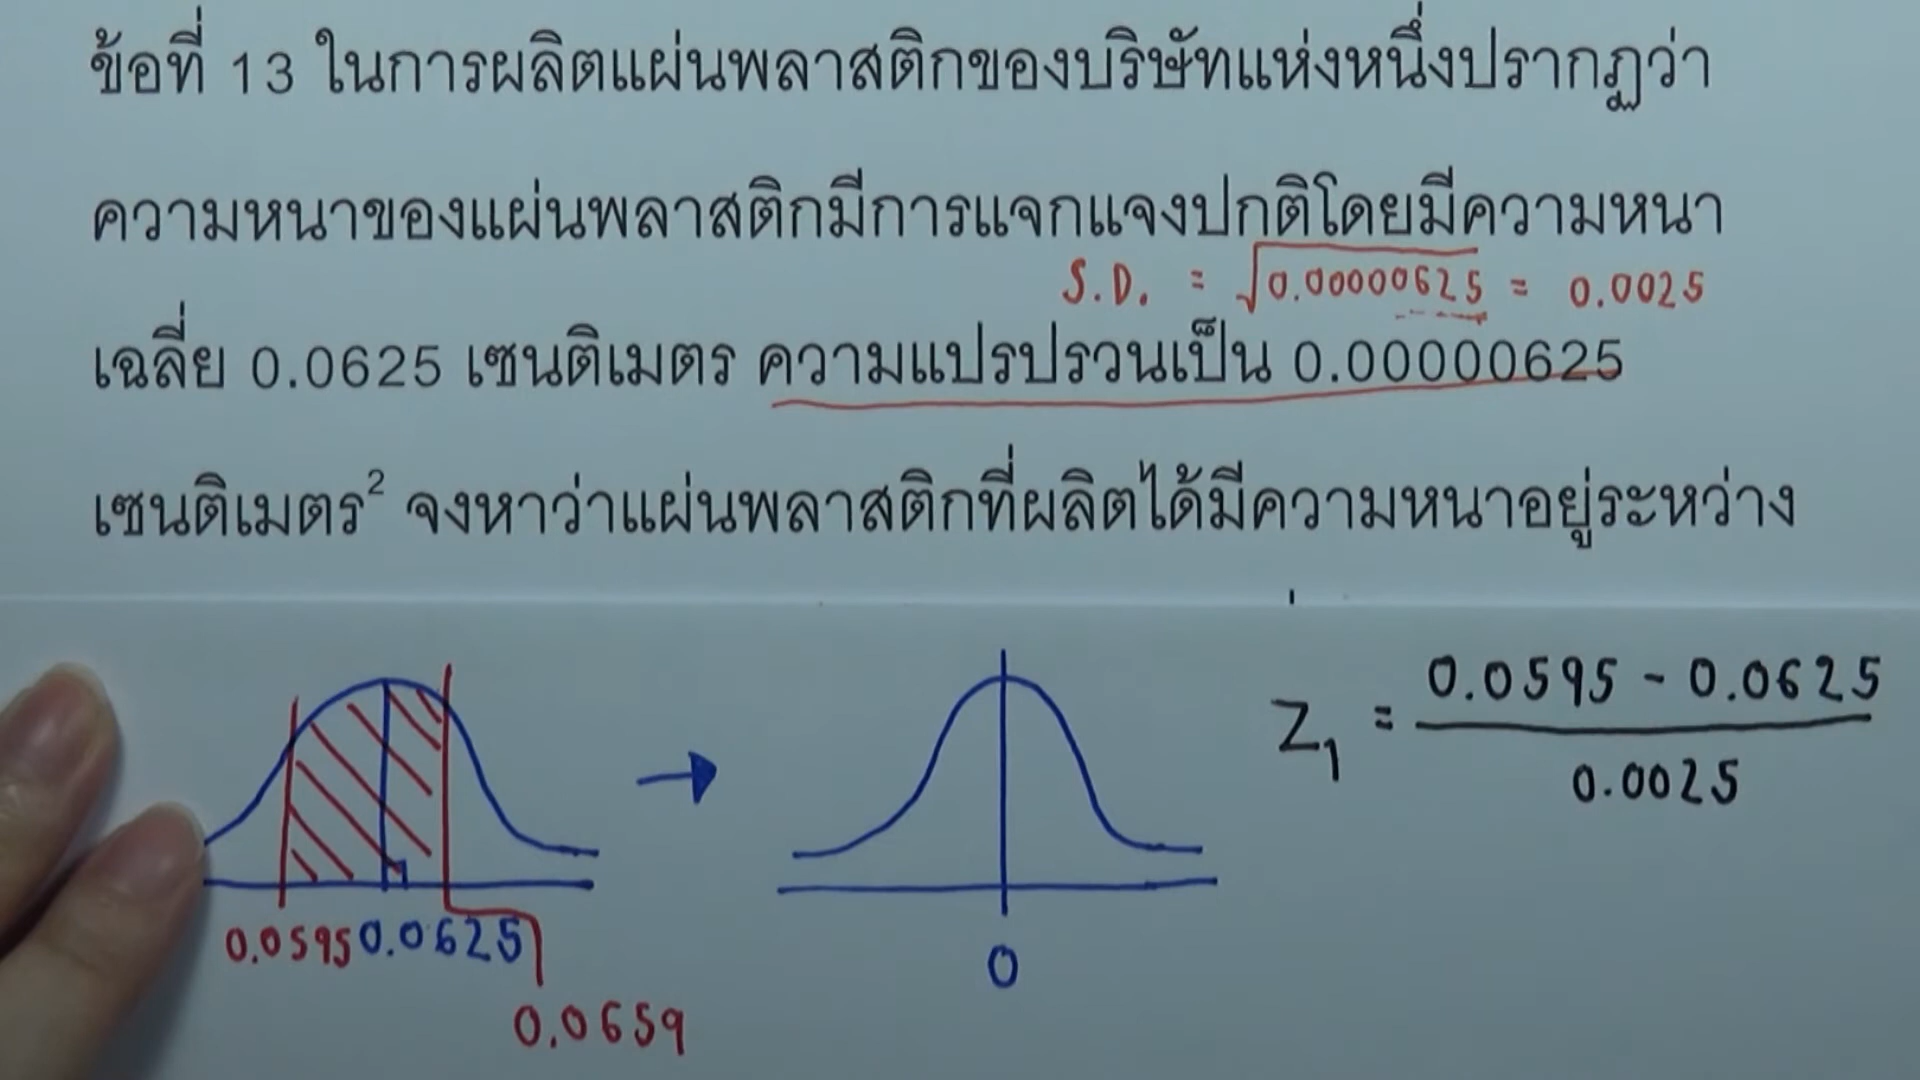 ข้อที่ 13 ในการผลิตแผ่นพลาสติกของบริษัทแห่งหนึ่งปรากฏว่า
ความหนาของแผ่นพลาสติกมีการแจกแจงปกติโดยมีความหนา
S.D. = √0.00000625 = 0.0025
เฉลี่ย 0.0625 เซนติเมตร ความแปรปรวนเป็น 0.00000625
เซนติเมตร² จงหาว่าแผ่นพลาสติกที่ผลิตได้มีความหนาอยู่ระหว่าง
Z₁ = 0.0595 - 0.0625
0.0025
0.0595 0.0625
0
0.0659